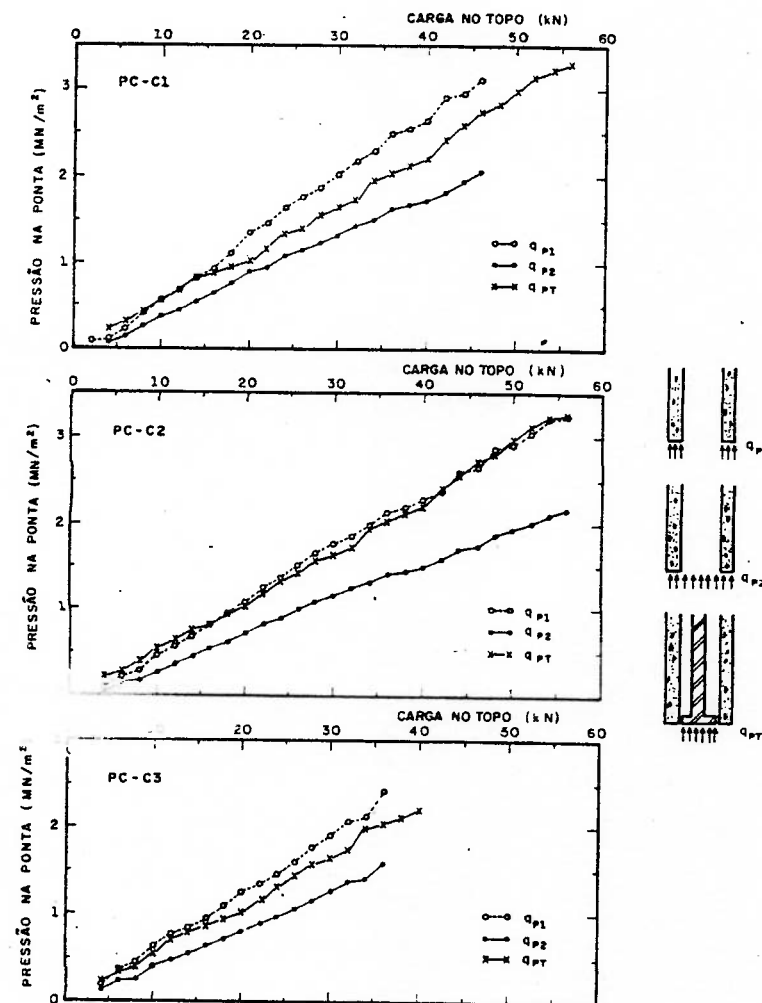 CARGA NO TOPO (kN)
0 10 20 30 40 50 60
PRESSÃO NA PONTA (MN/m²)
3
2
1
0
PC-C1
q P1
q P2
q PT
CARGA NO TOPO (kN)
0 10 20 30 40 50 60
PRESSÃO NA PONTA (MN/m²)
3
2
1
PC-C2
q P1
q P2
q PT
CARGA NO TOPO (kN)
0 10 20 30 40 50 60
PRESSÃO NA PONTA (MN/m²)
2
1
0
PC-C3
q P1
q P2
q PT
q P
q P2
q PT